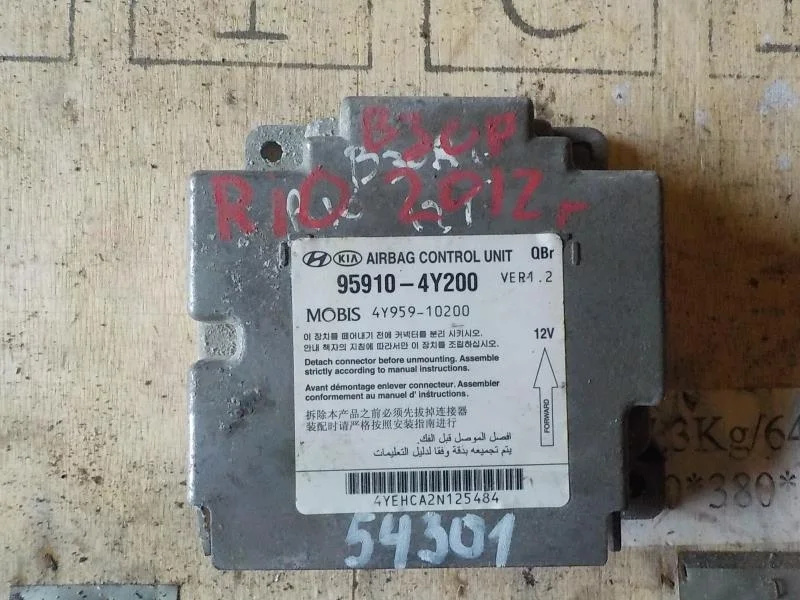 ВЗОР
RIO 2012 г
HYUNDAI KIA AIRBAG CONTROL UNIT QBr
95910-4Y200 VER1.2
MOBIS 4Y959-10200
이 장치를 떼어내기 전에 커넥터를 분리 시키시오.
안내 책자의 지침에 따라서만 이 장치를 조립하십시오.
12V
Detach connector before unmounting. Assemble
strictly according to manual instructions.
Avant démontage enlever connecteur. Assembler
conformement au manuel d' instructions.
FORWARD
拆除本产品之前必须先拔掉连接器
装配时请严格按照安装指南进行
افصل الموصل قبل الفك.
يتم تجميعه بدقة وفقا لدليل التعليمات
4YEHCA2N125484
54301
3Kg/64
0*380*